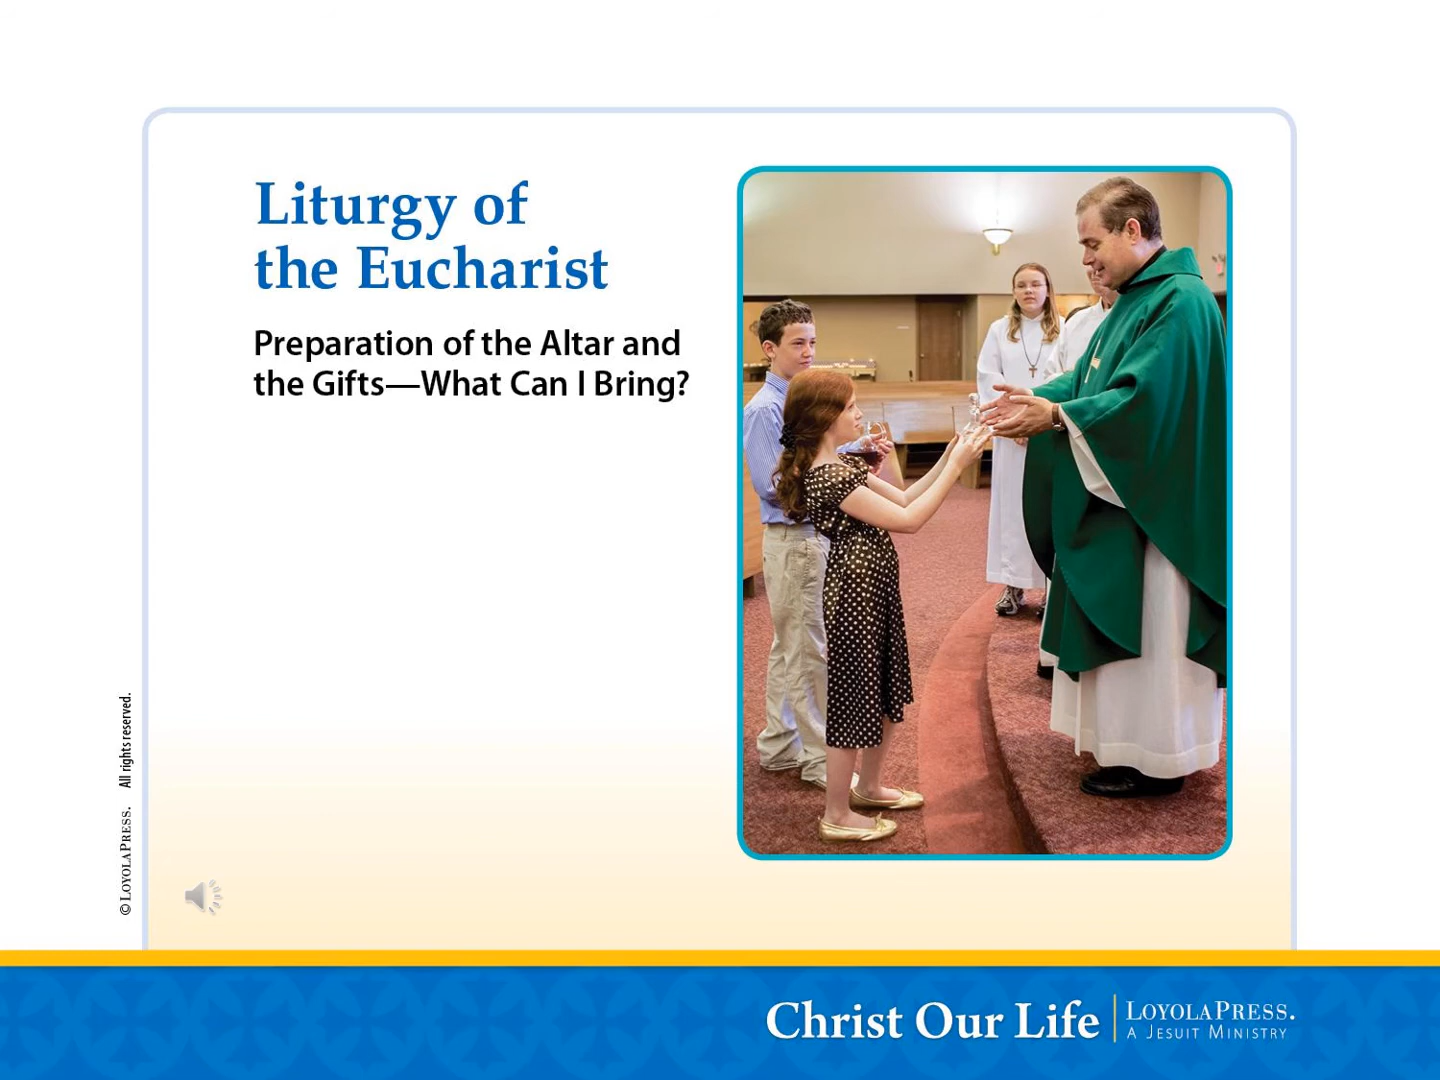 Liturgy of
the Eucharist
Preparation of the Altar and
the Gifts—What Can I Bring?
© LOYOLAPRESS. All rights reserved.
Christ Our Life
LOYOLAPRESS.
A JESUIT MINISTRY